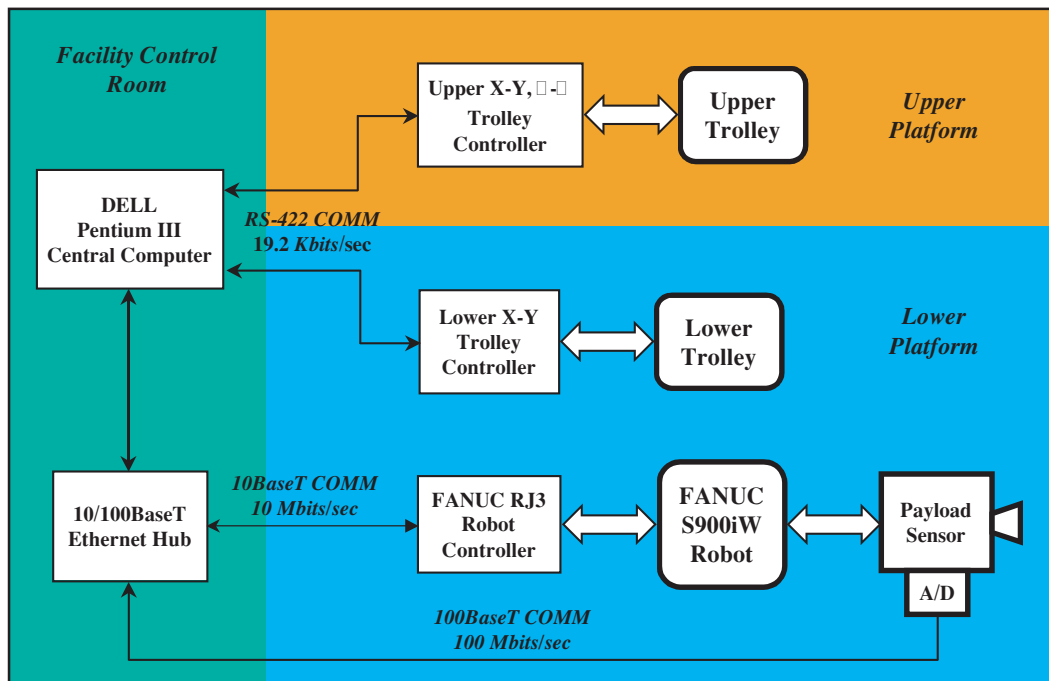 Facility Control
Room
Upper X-Y, □-□
Trolley
Controller
Upper
Trolley
Upper
Platform
DELL
Pentium III
Central Computer
RS-422 COMM
19.2 Kbits/sec
Lower X-Y
Trolley
Controller
Lower
Trolley
Lower
Platform
10/100BaseT
Ethernet Hub
10BaseT COMM
10 Mbits/sec
FANUC RJ3
Robot
Controller
FANUC
S900iW
Robot
Payload
Sensor
A/D
100BaseT COMM
100 Mbits/sec